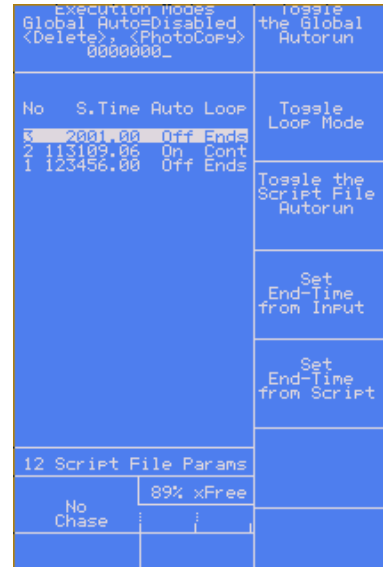 Execution Modes
Global Auto=Disabled
<Delete>, <PhotoCopy>
0000000_
No S.Time Auto Loop
3 2001.00 Off Ends
2 113109.06 On Cont
1 123456.00 Off Ends
12 Script File Params
No
Chase
89% xFree
Toggle
the Global
Autorun
Toggle
Loop Mode
Toggle the
Script File
Autorun
Set
End-Time
from Input
Set
End-Time
from Script